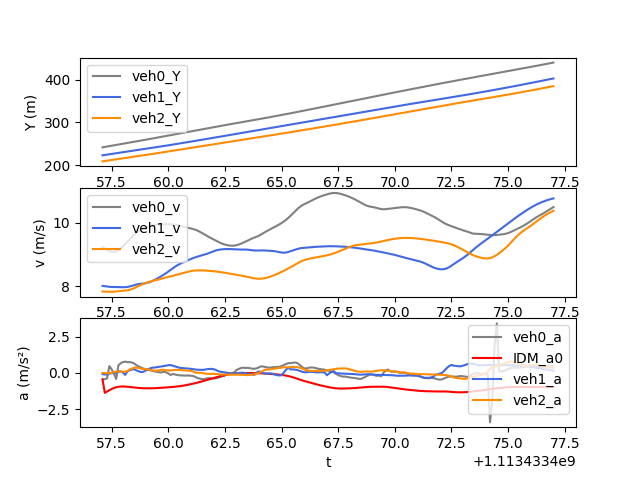 400
300
200
Y (m)
veh0_Y
veh1_Y
veh2_Y
57.5 60.0 62.5 65.0 67.5 70.0 72.5 75.0 77.5
10
8
v (m/s)
veh0_v
veh1_v
veh2_v
57.5 60.0 62.5 65.0 67.5 70.0 72.5 75.0 77.5
2.5
0.0
−2.5
a (m/s²)
veh0_a
IDM_a0
veh1_a
veh2_a
57.5 60.0 62.5 65.0 67.5 70.0 72.5 75.0 77.5
t
+1.1134334e9